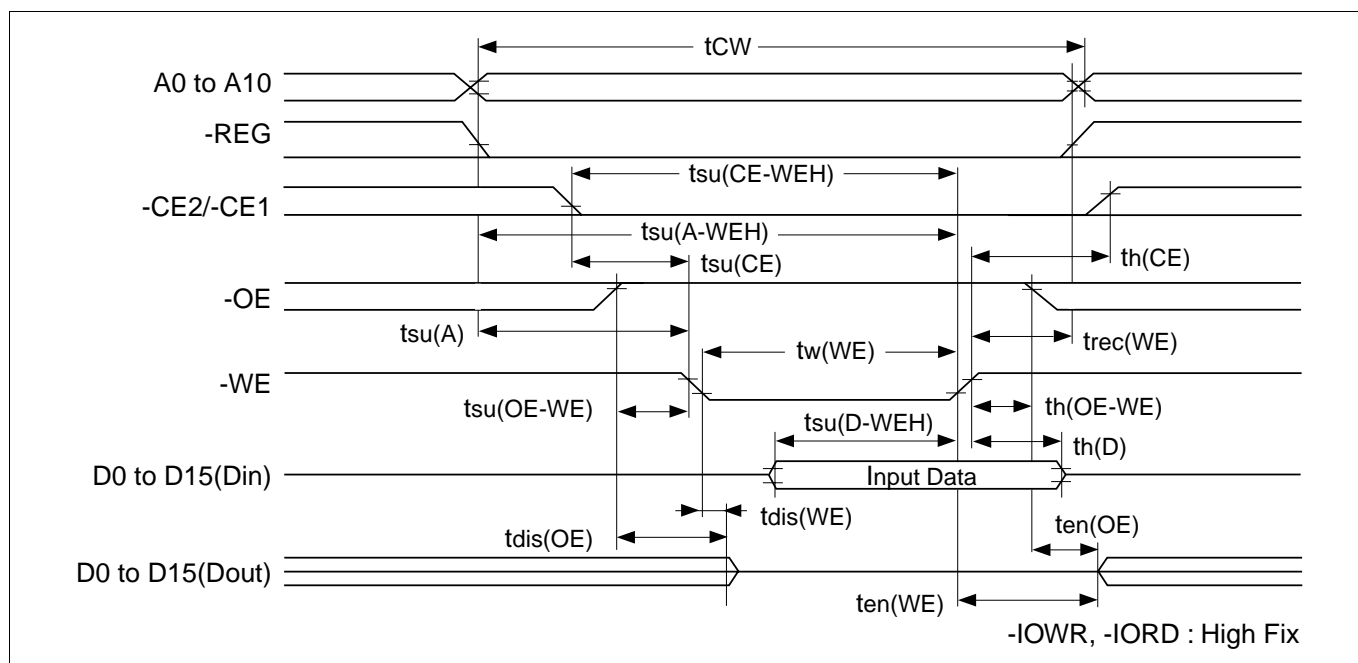 tCW
A0 to A10
-REG
tsu(CE-WEH)
-CE2/-CE1
tsu(A-WEH)
tsu(CE)
th(CE)
-OE
tsu(A)
tw(WE)
trec(WE)
-WE
tsu(OE-WE)
tsu(D-WEH)
th(OE-WE)
th(D)
D0 to D15(Din)
Input Data
tdis(WE)
tdis(OE)
ten(OE)
D0 to D15(Dout)
ten(WE)
-IOWR, -IORD : High Fix